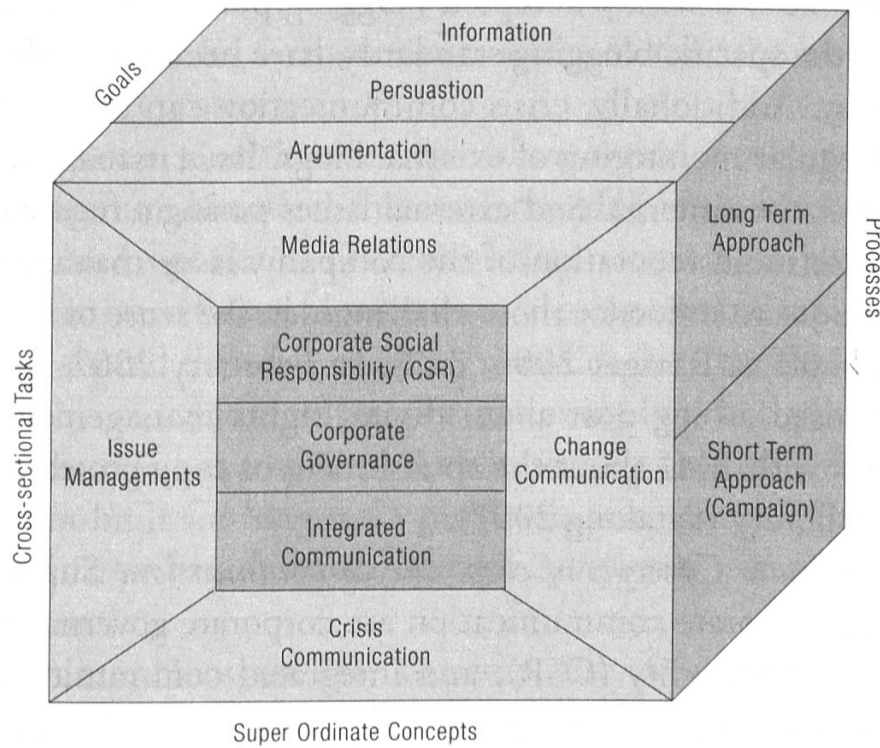 Information
Goals
Persuastion
Argumentation
Media Relations
Long Term
Approach
Processes
Corporate Social
Responsibility (CSR)
Cross-sectional Tasks
Issue
Managements
Corporate
Governance
Change
Communication
Short Term
Approach
(Campaign)
Integrated
Communication
Crisis
Communication
Super Ordinate Concepts